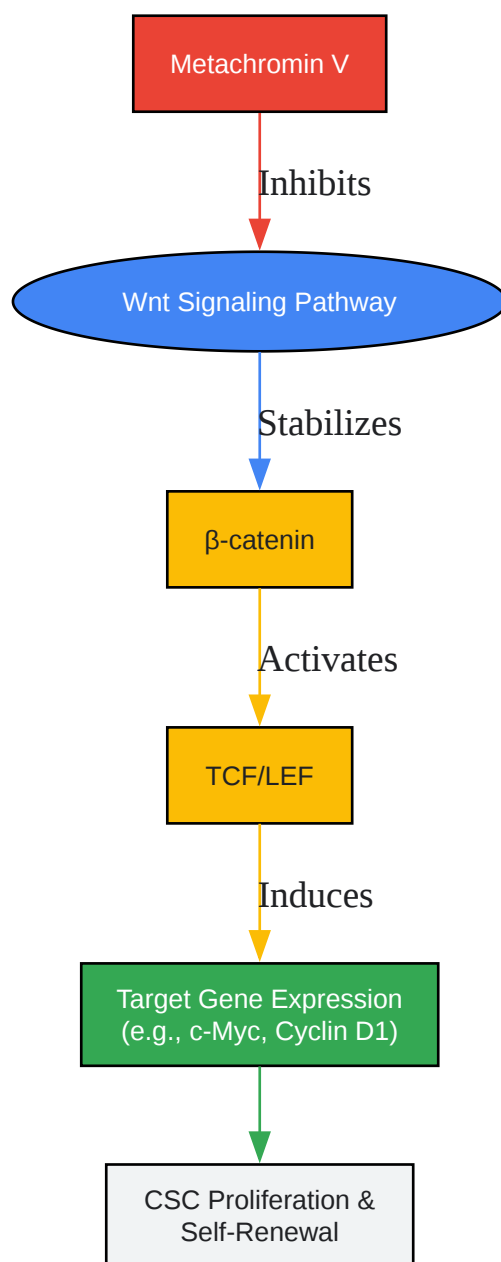 Metachromin V
Inhibits
Wnt Signaling Pathway
Stabilizes
β-catenin
Activates
TCF/LEF
Induces
Target Gene Expression
(e.g., c-Myc, Cyclin D1)
CSC Proliferation &
Self-Renewal